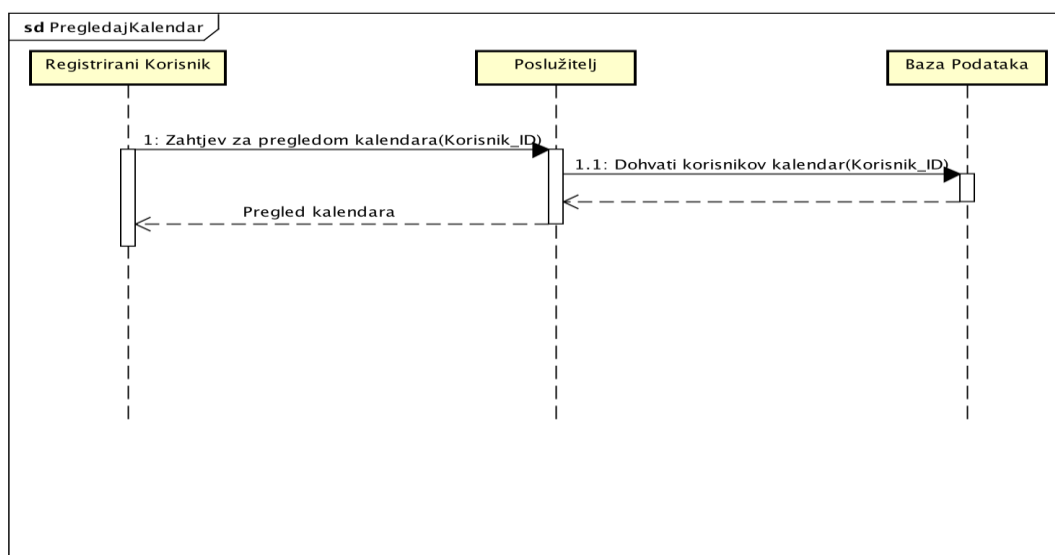 sd PregledajKalendar
Registrirani Korisnik
Poslužitelj
Baza Podataka
1: Zahtjev za pregledom kalendara(Korisnik_ID)
1.1: Dohvati korisnikov kalendar(Korisnik_ID)
Pregled kalendara